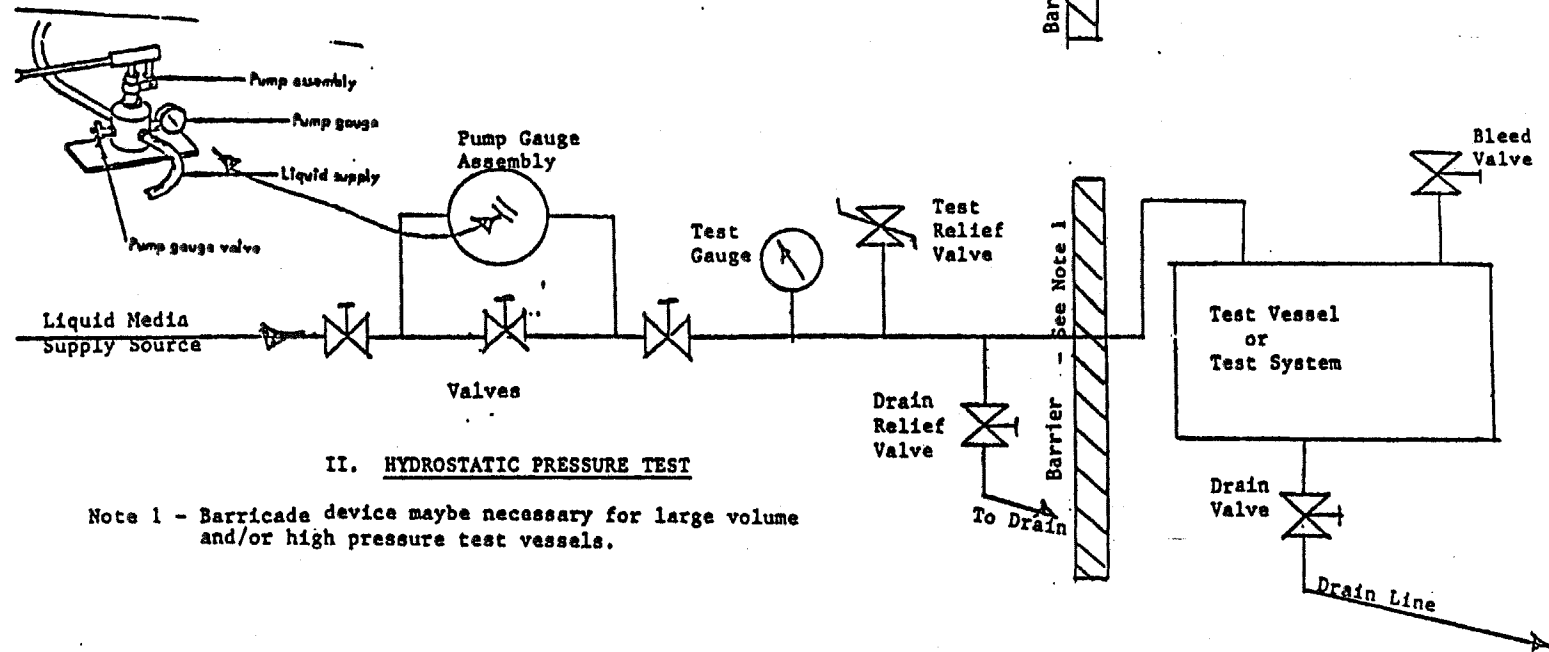 Bar
Pump assembly
Pump gauge
Liquid supply
Pump gauge valve
Pump Gauge
Assembly
Test
Gauge
Test
Relief
Valve
Bleed
Valve
Liquid Media
Supply Source
Valves
Barrier - See Note 1
Test Vessel
or
Test System
Drain
Relief
Valve
To Drain
Drain
Valve
Drain Line
II. HYDROSTATIC PRESSURE TEST
Note 1 - Barricade device maybe necessary for large volume
and/or high pressure test vessels.